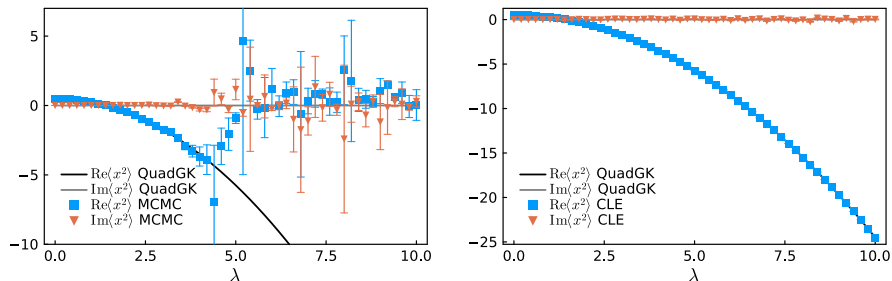 5
0
−5
−10
0.0 2.5 5.0 7.5 10.0
λ
Re⟨x²⟩ QuadGK
Im⟨x²⟩ QuadGK
Re⟨x²⟩ MCMC
Im⟨x²⟩ MCMC
0
−5
−10
−15
−20
−25
0.0 2.5 5.0 7.5 10.0
λ
Re⟨x²⟩ QuadGK
Im⟨x²⟩ QuadGK
Re⟨x²⟩ CLE
Im⟨x²⟩ CLE